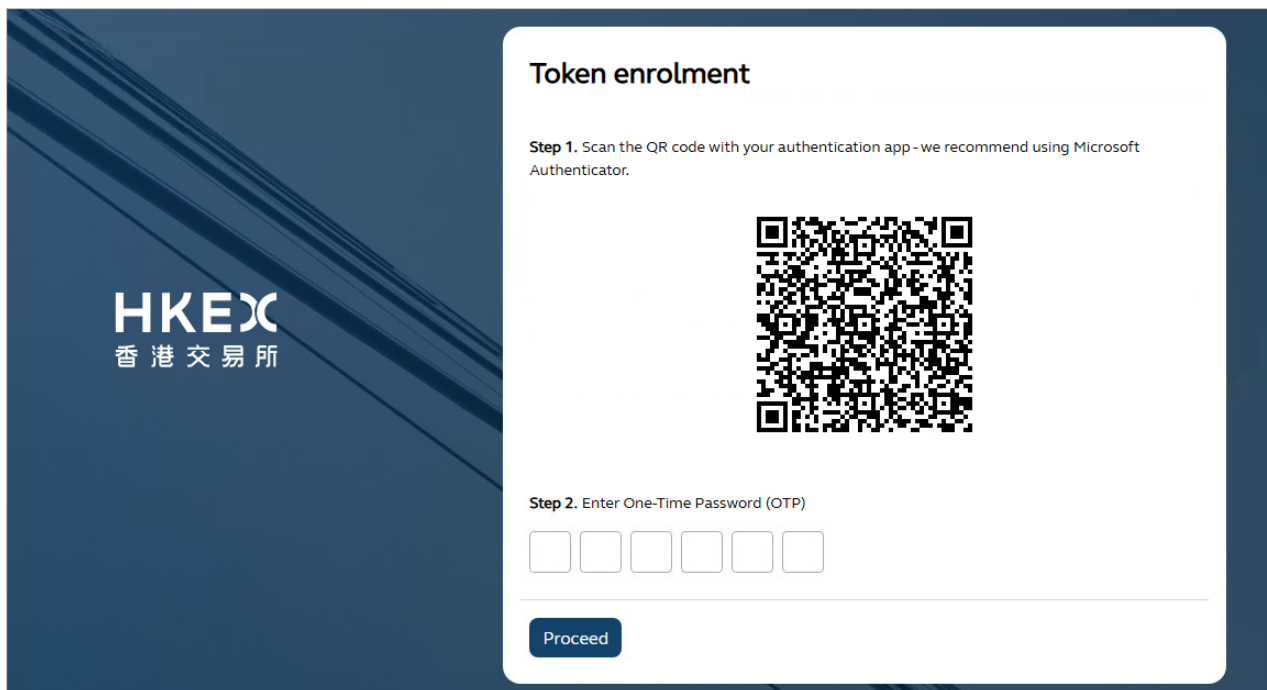 HKEX
香港交易所
Token enrolment
Step 1. Scan the QR code with your authentication app - we recommend using Microsoft
Authenticator.
Step 2. Enter One-Time Password (OTP)
Proceed